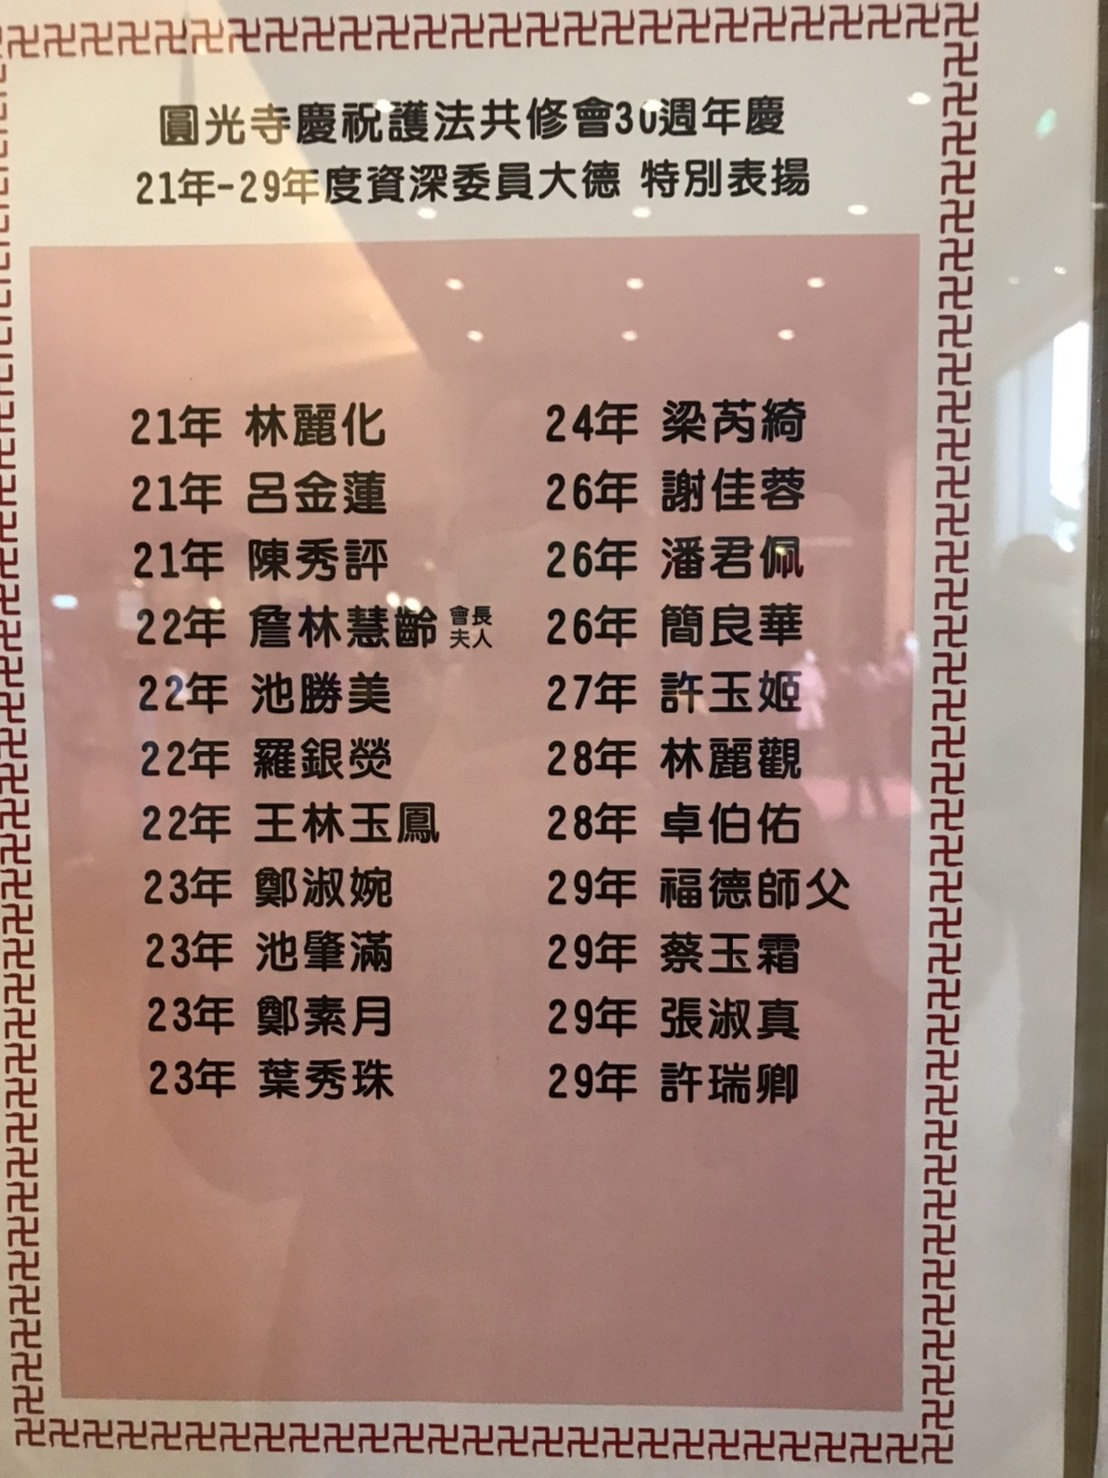 圓光寺慶祝護法共修會30週年慶
21年-29年度資深委員大德 特別表揚
21年 林麗化
21年 呂金蓮
21年 陳秀評
22年 詹林慧齡 會長夫人
22年 池勝美
22年 羅銀熒
22年 王林玉鳳
23年 鄭淑婉
23年 池肇滿
23年 鄭素月
23年 葉秀珠
24年 梁芮綺
26年 謝佳蓉
26年 潘君佩
26年 簡良華
27年 許玉姬
28年 林麗觀
28年 卓伯佑
29年 福德師父
29年 蔡玉霜
29年 張淑真
29年 許瑞卿